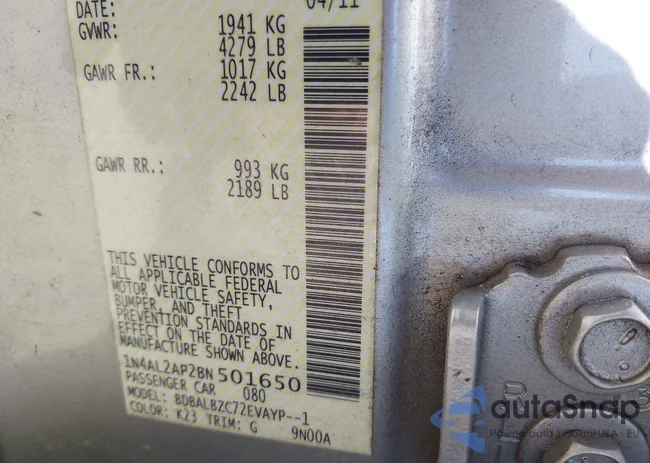 DATE: 04/11
GVWR: 1941 KG
4279 LB
GAWR FR.: 1017 KG
2242 LB
GAWR RR.: 993 KG
2189 LB
THIS VEHICLE CONFORMS TO
ALL APPLICABLE FEDERAL
MOTOR VEHICLE SAFETY,
BUMPER, AND THEFT
PREVENTION STANDARDS IN
EFFECT ON THE DATE OF
MANUFACTURE SHOWN ABOVE.
1N4AL2AP2BN501650
PASSENGER CAR 080
MODEL: BDBALBZC72EVAYP--1
COLOR: K23 TRIM: G 9N00A
autoSnap